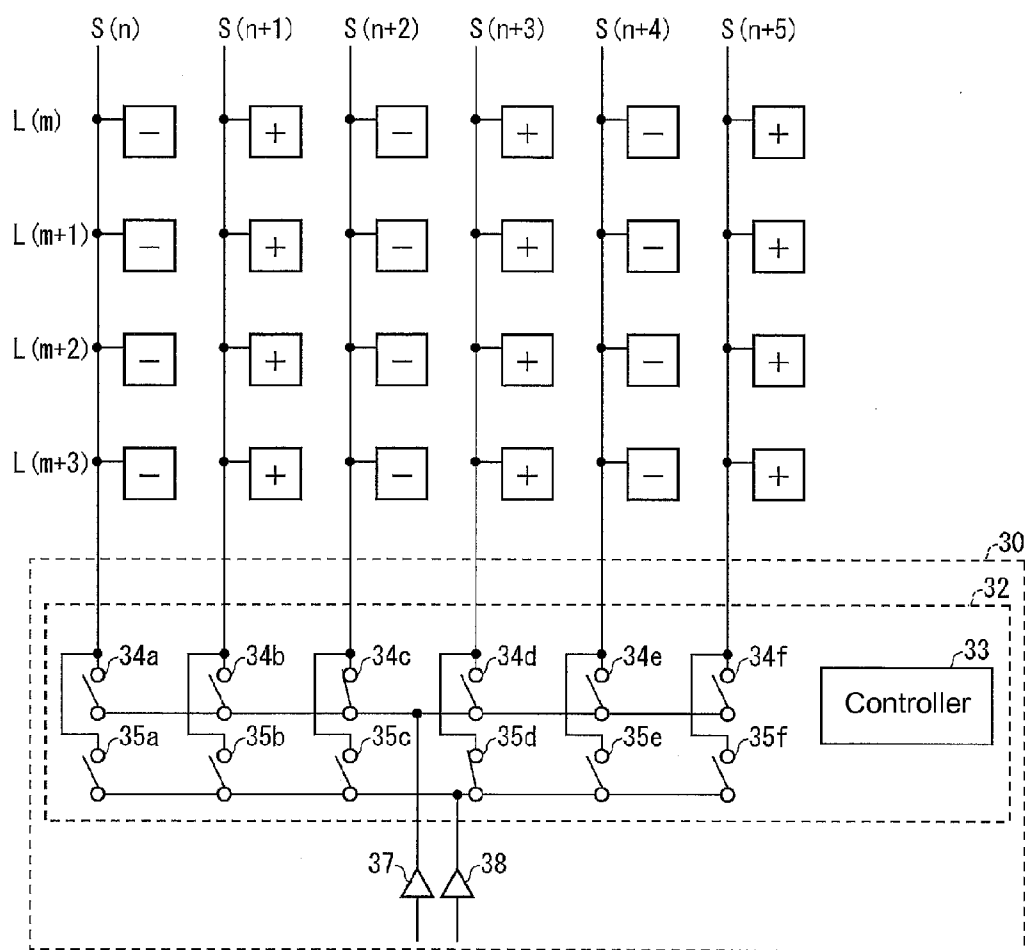 S(n) S(n+1) S(n+2) S(n+3) S(n+4) S(n+5)
L(m) − + − + − +
L(m+1) − + − + − +
L(m+2) − + − + − +
L(m+3) − + − + − +
30
32
34a 34b 34c 34d 34e 34f 33
Controller
35a 35b 35c 35d 35e 35f
37 38